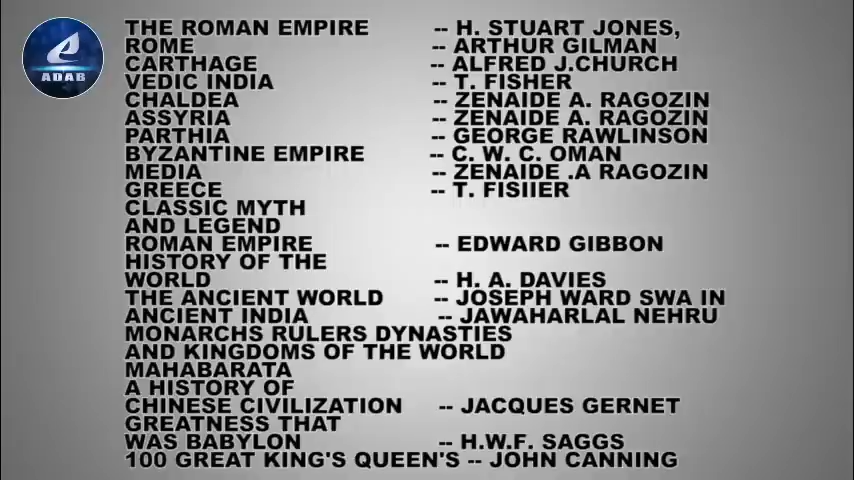 ADAB
THE ROMAN EMPIRE -- H. STUART JONES,
ROME -- ARTHUR GILMAN
CARTHAGE -- ALFRED J.CHURCH
VEDIC INDIA -- T. FISHER
CHALDEA -- ZENAIDE A. RAGOZIN
ASSYRIA -- ZENAIDE A. RAGOZIN
PARTHIA -- GEORGE RAWLINSON
BYZANTINE EMPIRE -- C. W. C. OMAN
MEDIA -- ZENAIDE .A RAGOZIN
GREECE -- T. FISIIER
CLASSIC MYTH
AND LEGEND
ROMAN EMPIRE -- EDWARD GIBBON
HISTORY OF THE
WORLD -- H. A. DAVIES
THE ANCIENT WORLD -- JOSEPH WARD SWA IN
ANCIENT INDIA -- JAWAHARLAL NEHRU
MONARCHS RULERS DYNASTIES
AND KINGDOMS OF THE WORLD
MAHABARATA
A HISTORY OF
CHINESE CIVILIZATION -- JACQUES GERNET
GREATNESS THAT
WAS BABYLON -- H.W.F. SAGGS
100 GREAT KING'S QUEEN'S -- JOHN CANNING